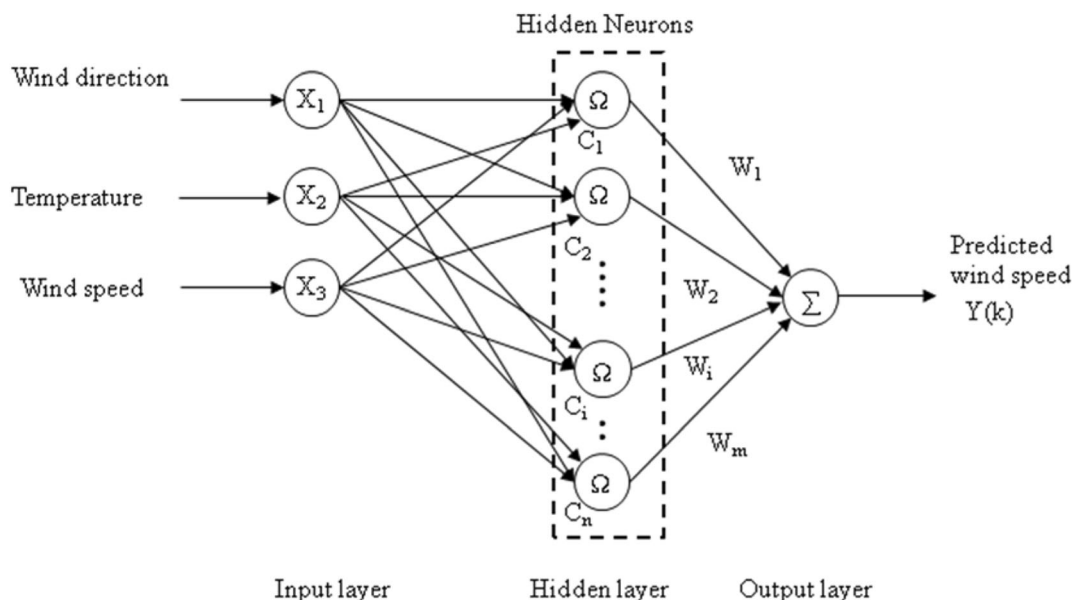 Hidden Neurons
Wind direction
X1
Ω
C1
W1
Temperature
X2
Ω
C2
Wind speed
X3
W2
Σ
Predicted
wind speed
Y(k)
Ω
Ci
Wi
Ω
Cn
Wm
Input layer
Hidden layer
Output layer